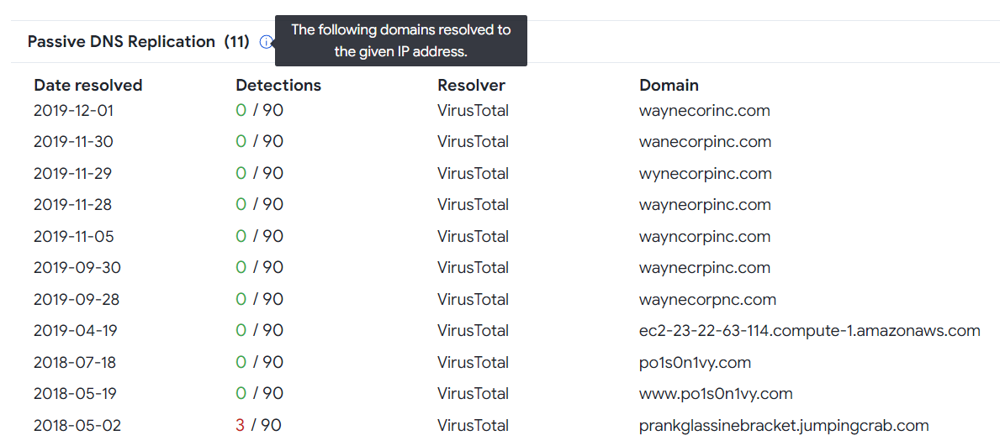 Passive DNS Replication (11)
The following domains resolved to
the given IP address.
Date resolved Detections Resolver Domain
2019-12-01 0 / 90 VirusTotal waynecorinc.com
2019-11-30 0 / 90 VirusTotal wanecorpinc.com
2019-11-29 0 / 90 VirusTotal wynecorpinc.com
2019-11-28 0 / 90 VirusTotal wayneorpinc.com
2019-11-05 0 / 90 VirusTotal wayncorpinc.com
2019-09-30 0 / 90 VirusTotal waynecrpinc.com
2019-09-28 0 / 90 VirusTotal waynecorpnc.com
2019-04-19 0 / 90 VirusTotal ec2-23-22-63-114.compute-1.amazonaws.com
2018-07-18 0 / 90 VirusTotal po1s0n1vy.com
2018-05-19 0 / 90 VirusTotal www.po1s0n1vy.com
2018-05-02 3 / 90 VirusTotal prankglassinebracket.jumpingcrab.com